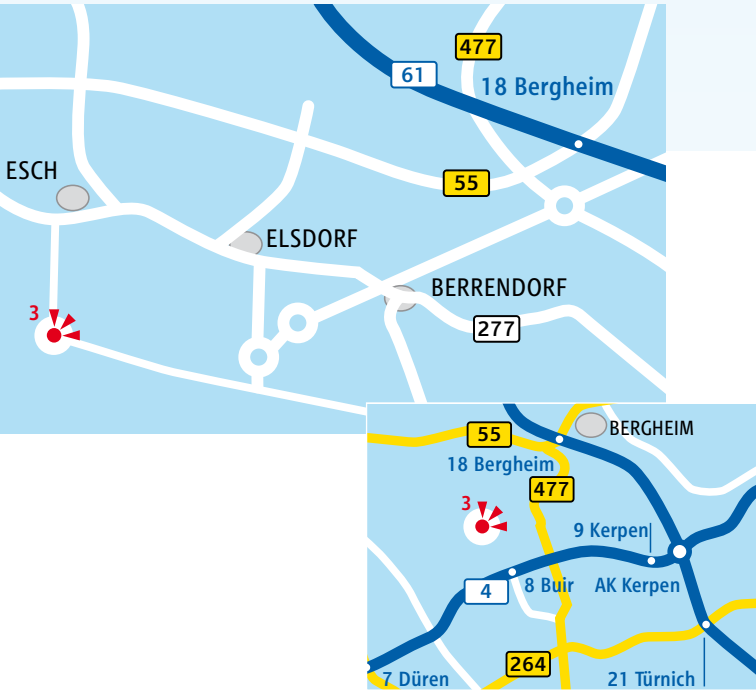 477
61
18 Bergheim
ESCH
55
ELSDORF
BERRENDORF
3
277
BERGHEIM
55
18 Bergheim
477
3
9 Kerpen
4
8 Buir
AK Kerpen
264
7 Düren
21 Türnich